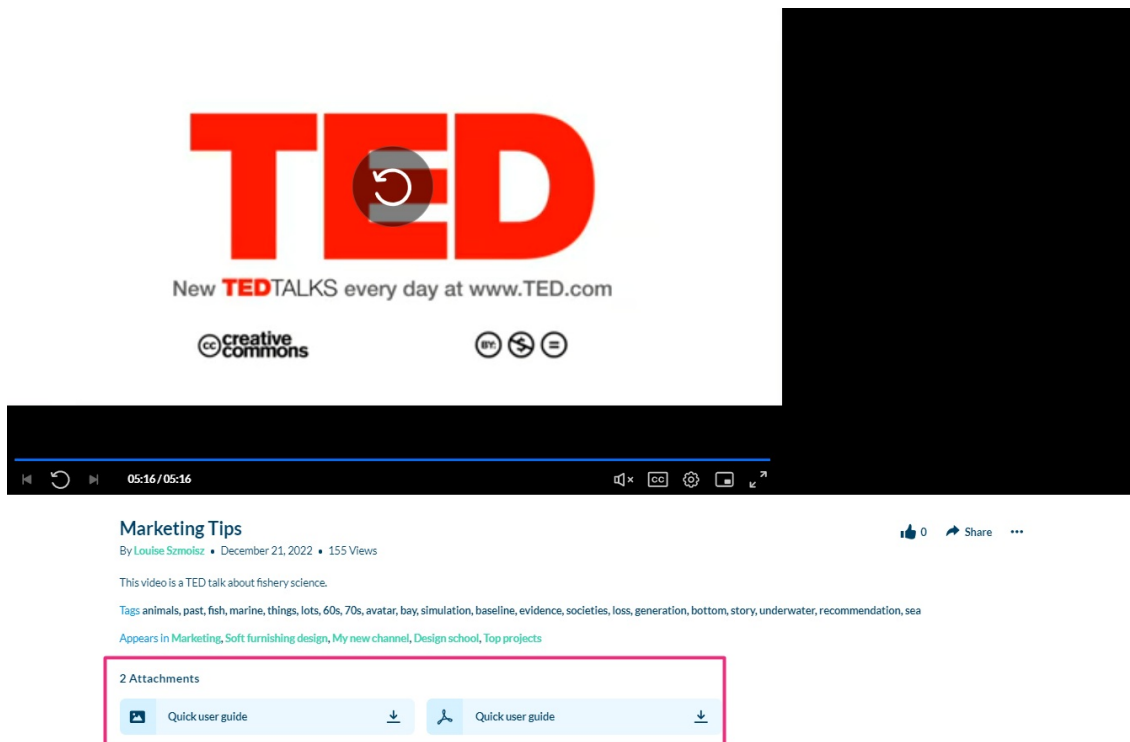 TED
New TEDTALKS every day at www.TED.com
cc creative commons
BY: $ =
05:16 / 05:16
CC
Marketing Tips
0 Share ...
By Louise Szmoisz • December 21, 2022 • 155 Views
This video is a TED talk about fishery science.
Tags animals, past, fish, marine, things, lots, 60s, 70s, avatar, bay, simulation, baseline, evidence, societies, loss, generation, bottom, story, underwater, recommendation, sea
Appears in Marketing, Soft furnishing design, My new channel, Design school, Top projects
2 Attachments
Quick user guide
Quick user guide